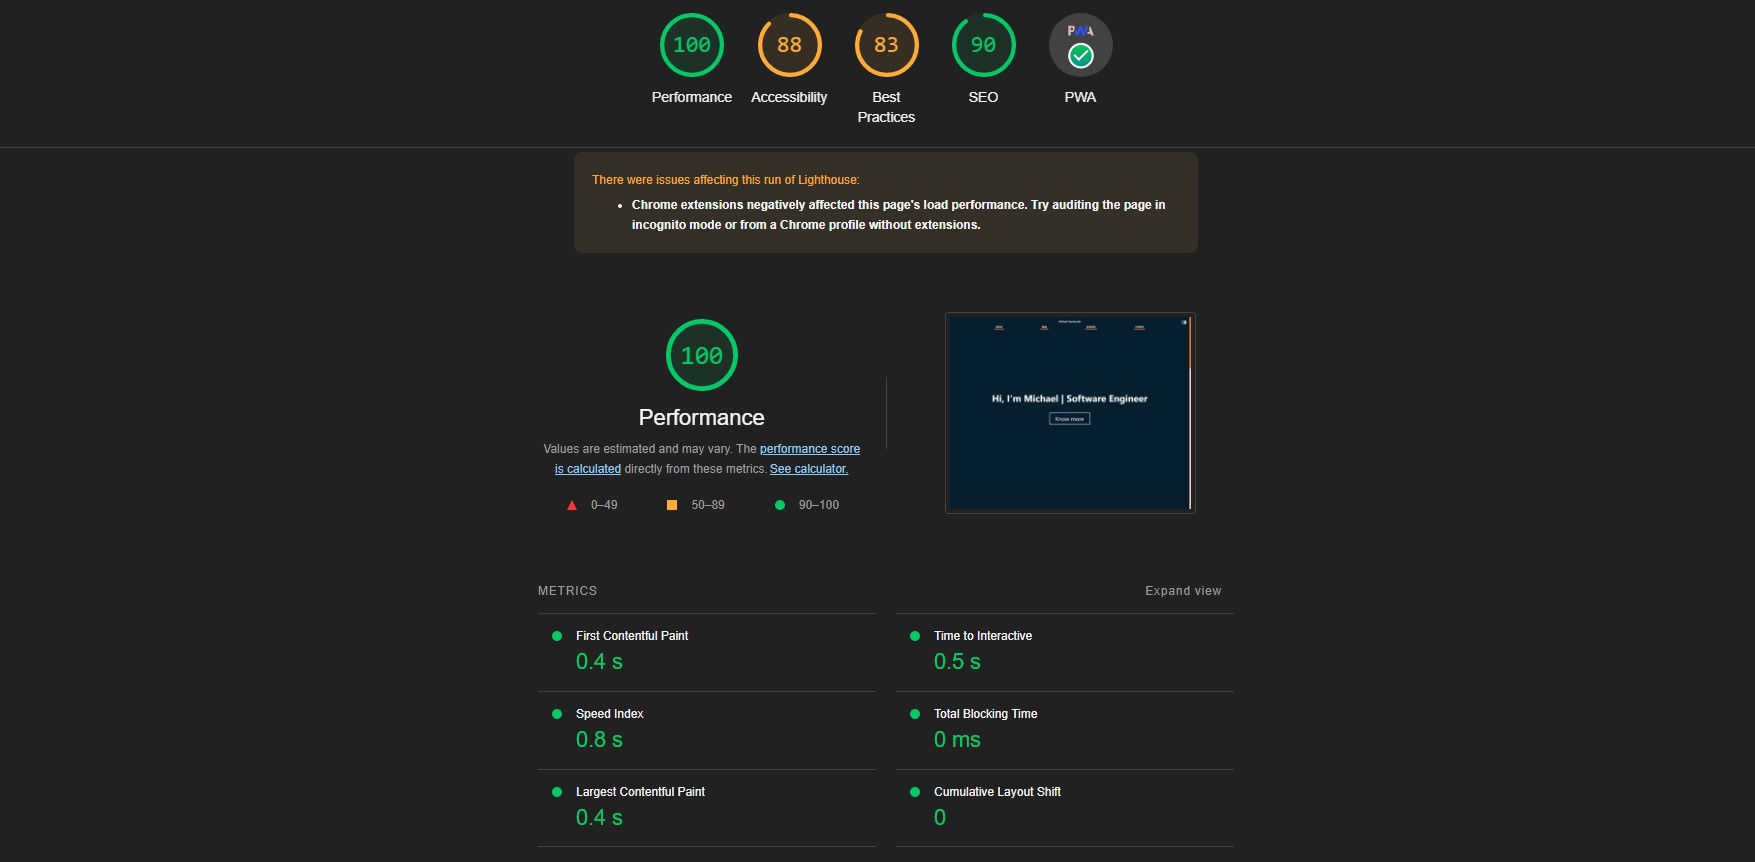 100
88
83
90
PWA
Performance
Accessibility
Best
Practices
SEO
PWA
There were issues affecting this run of Lighthouse:
Chrome extensions negatively affected this page's load performance. Try auditing the page in
incognito mode or from a Chrome profile without extensions.
100
Performance
Values are estimated and may vary. The performance score
is calculated directly from these metrics. See calculator.
0–49
50–89
90–100
Hi, I'm Michael | Software Engineer
Know more
METRICS
Expand view
First Contentful Paint
0.4 s
Time to Interactive
0.5 s
Speed Index
0.8 s
Total Blocking Time
0 ms
Largest Contentful Paint
0.4 s
Cumulative Layout Shift
0